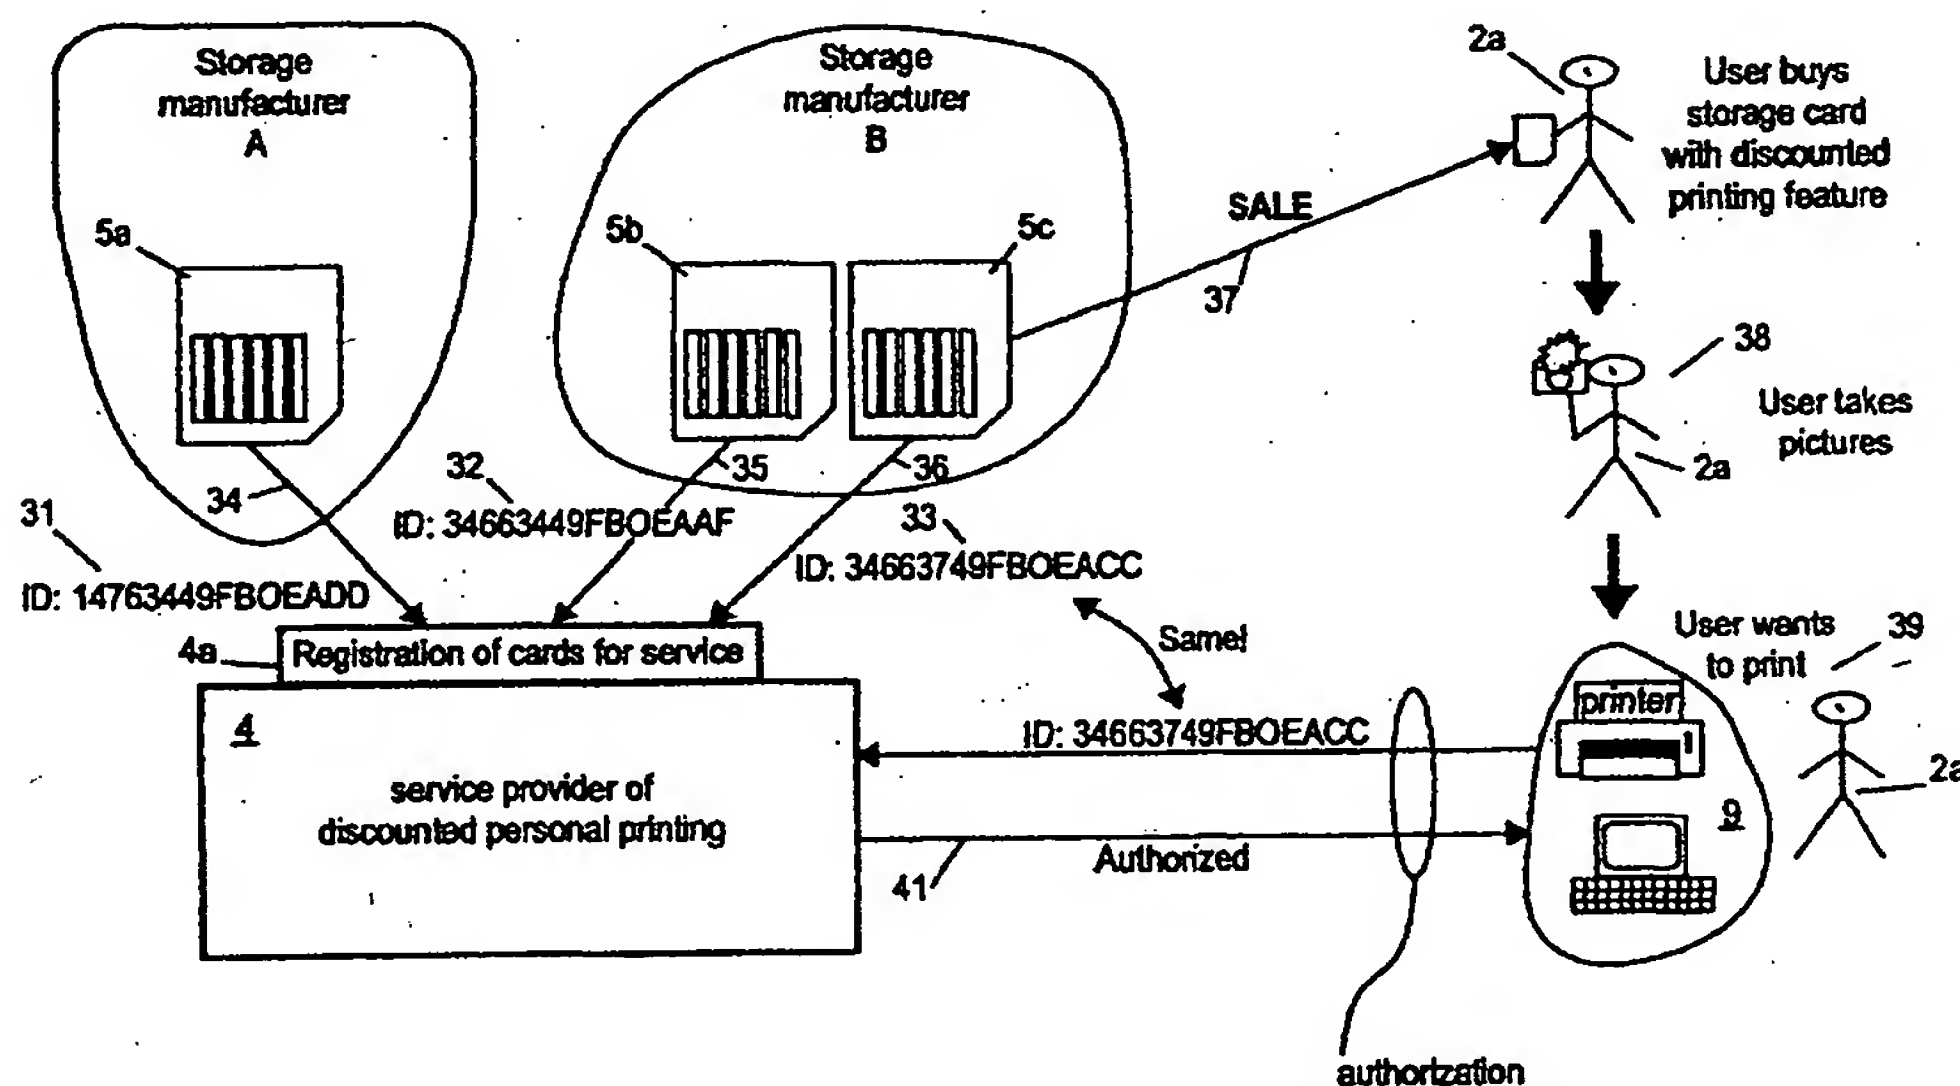 Storage
manufacturer
A
5a
34
31
ID: 14763449FBOEADD
Storage
manufacturer
B
5b
5c
35
36
32
ID: 34663449FBOEAAF
33
ID: 34663749FBOEACC
SALE
37
2a
User buys
storage card
with discounted
printing feature
38
User takes
pictures
2a
User wants
to print
39
2a
printer
1
9
Same!
4a
Registration of cards for service
4
service provider of
discounted personal printing
ID: 34663749FBOEACC
Authorized
41
authorization